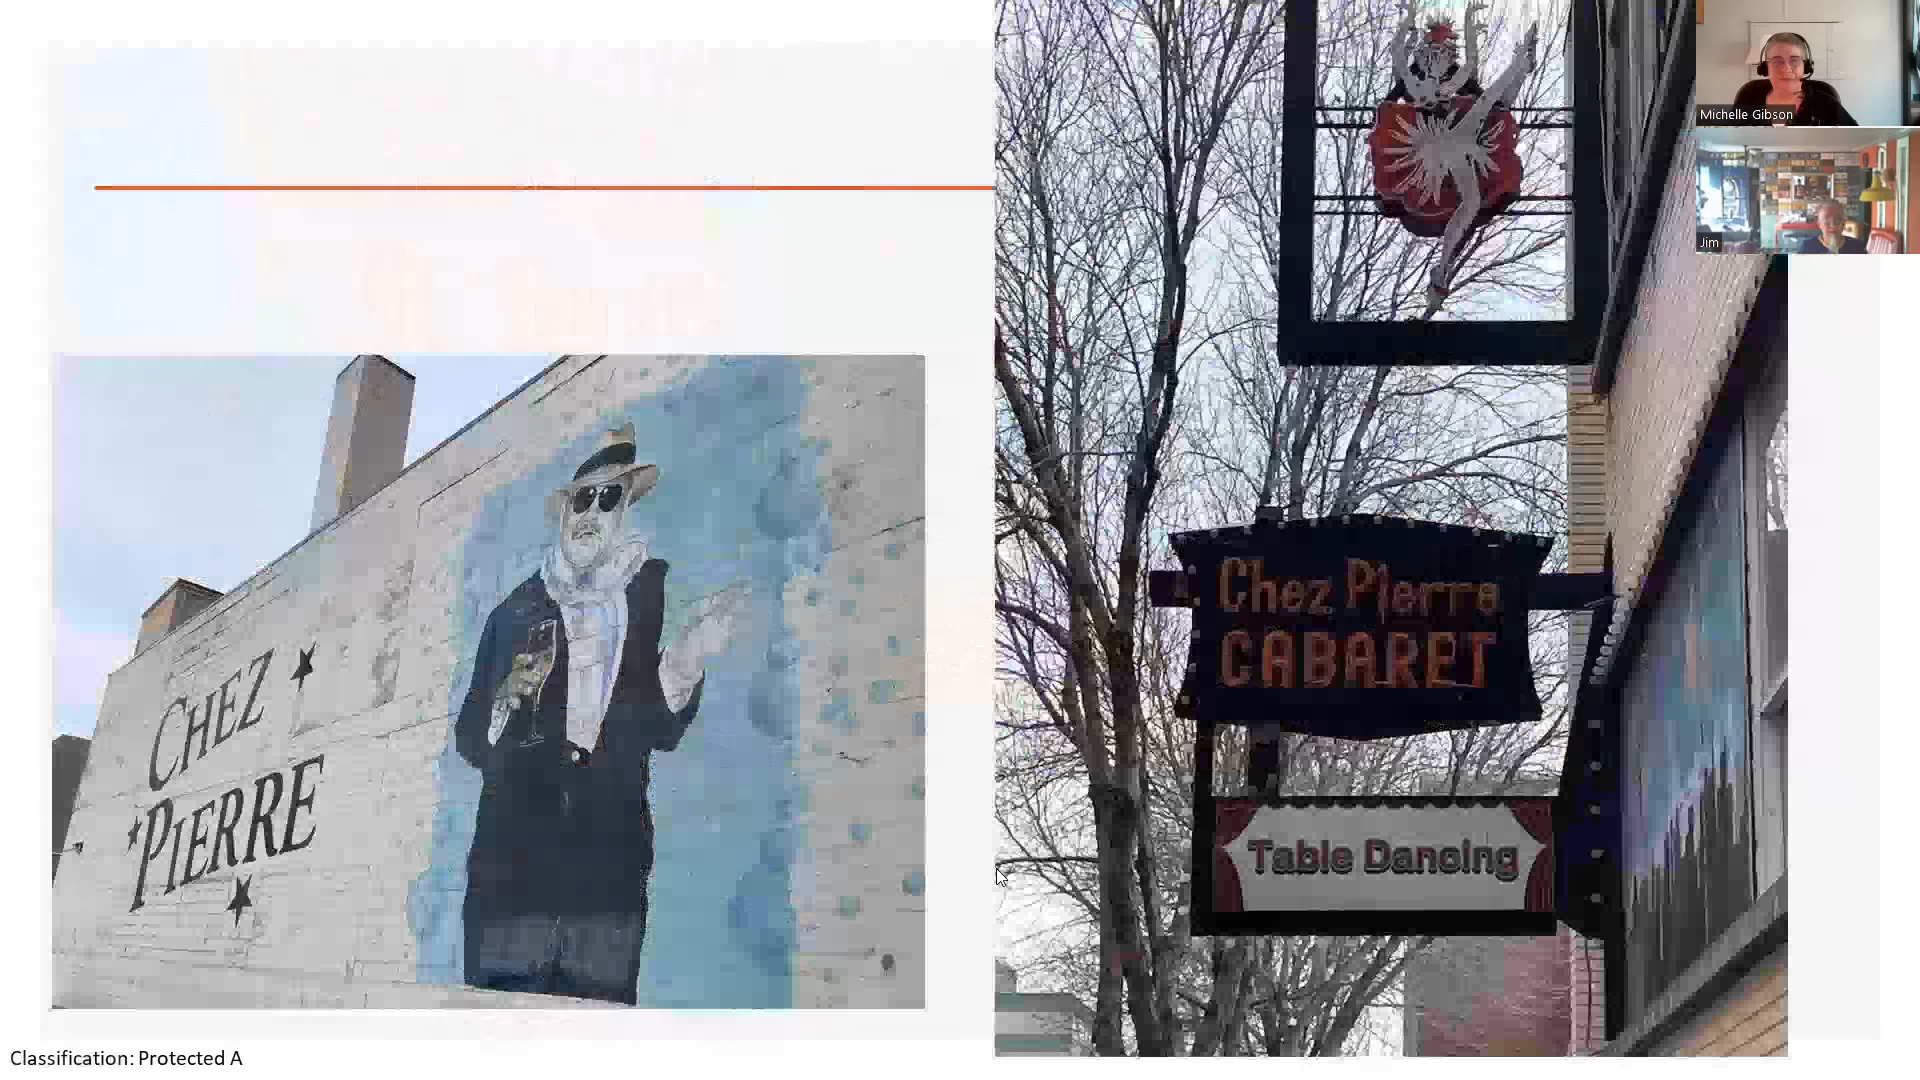 CHEZ
PIERRE
Chez Pierre
CABARET
Table Dancing
Michelle Gibson
Jim
Classification: Protected A